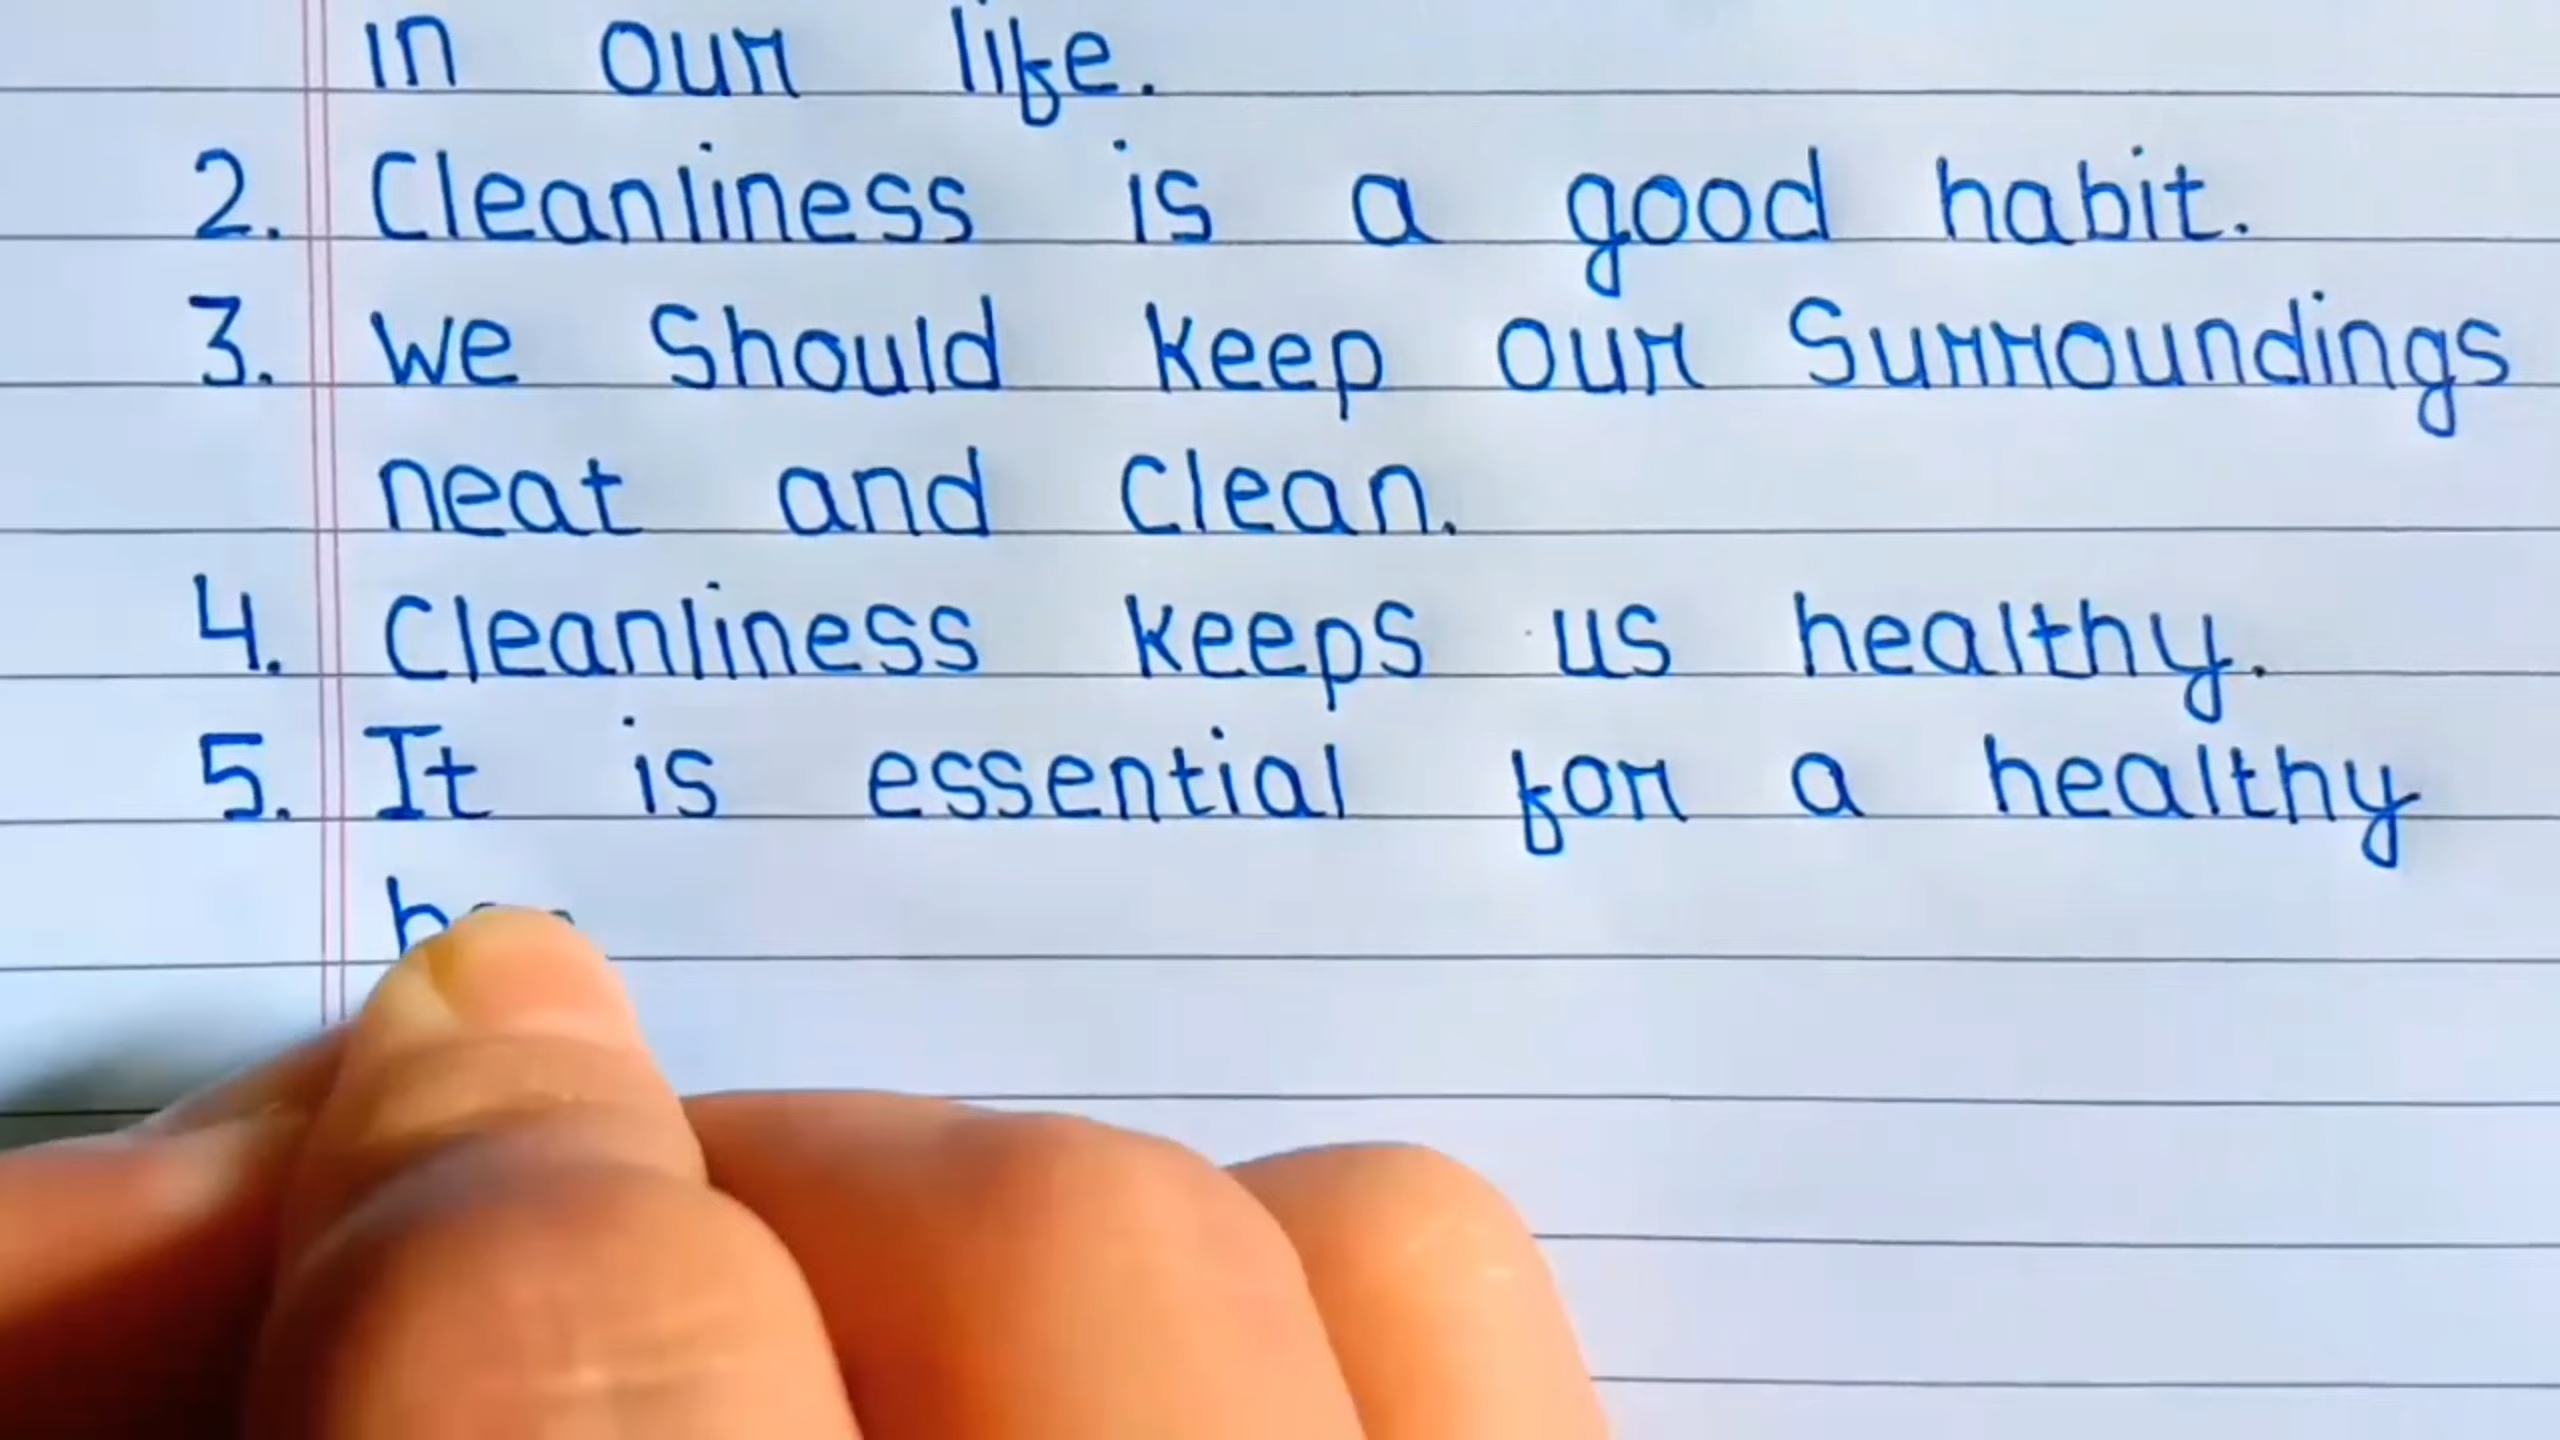 in our life.
2. Cleanliness is a good habit.
3. We Should keep our Surroundings
neat and Clean.
4. Cleanliness keeps us healthy.
5. It is essential for a healthy